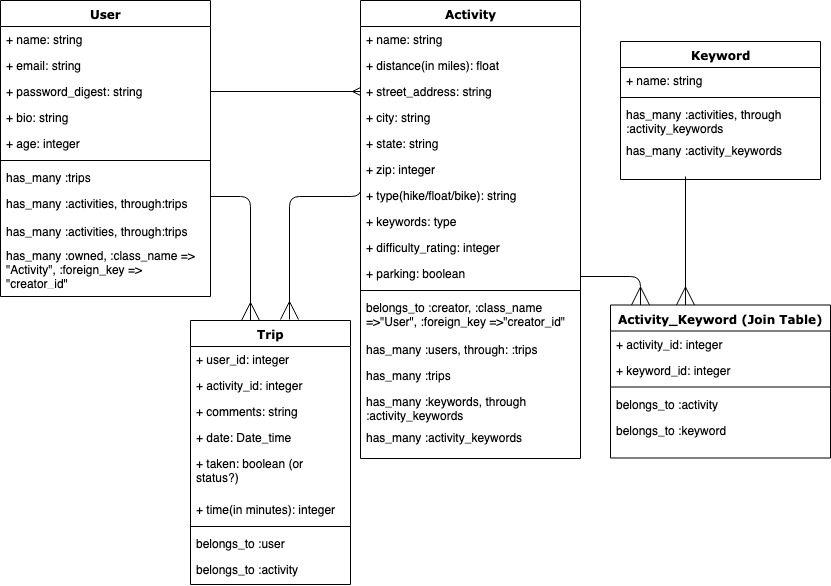 User
+ name: string
+ email: string
+ password_digest: string
+ bio: string
+ age: integer
has_many :trips
has_many :activities, through:trips
has_many :activities, through:trips
has_many :owned, :class_name =>
"Activity", :foreign_key =>
"creator_id"
Activity
+ name: string
+ distance(in miles): float
+ street_address: string
+ city: string
+ state: string
+ zip: integer
+ type(hike/float/bike): string
+ keywords: type
+ difficulty_rating: integer
+ parking: boolean
belongs_to :creator, :class_name
=>"User", :foreign_key =>"creator_id"
has_many :users, through: :trips
has_many :trips
has_many :keywords, through
:activity_keywords
has_many :activity_keywords
Keyword
+ name: string
has_many :activities, through
:activity_keywords
has_many :activity_keywords
Trip
+ user_id: integer
+ activity_id: integer
+ comments: string
+ date: Date_time
+ taken: boolean (or
status?)
+ time(in minutes): integer
belongs_to :user
belongs_to :activity
Activity_Keyword (Join Table)
+ activity_id: integer
+ keyword_id: integer
belongs_to :activity
belongs_to :keyword